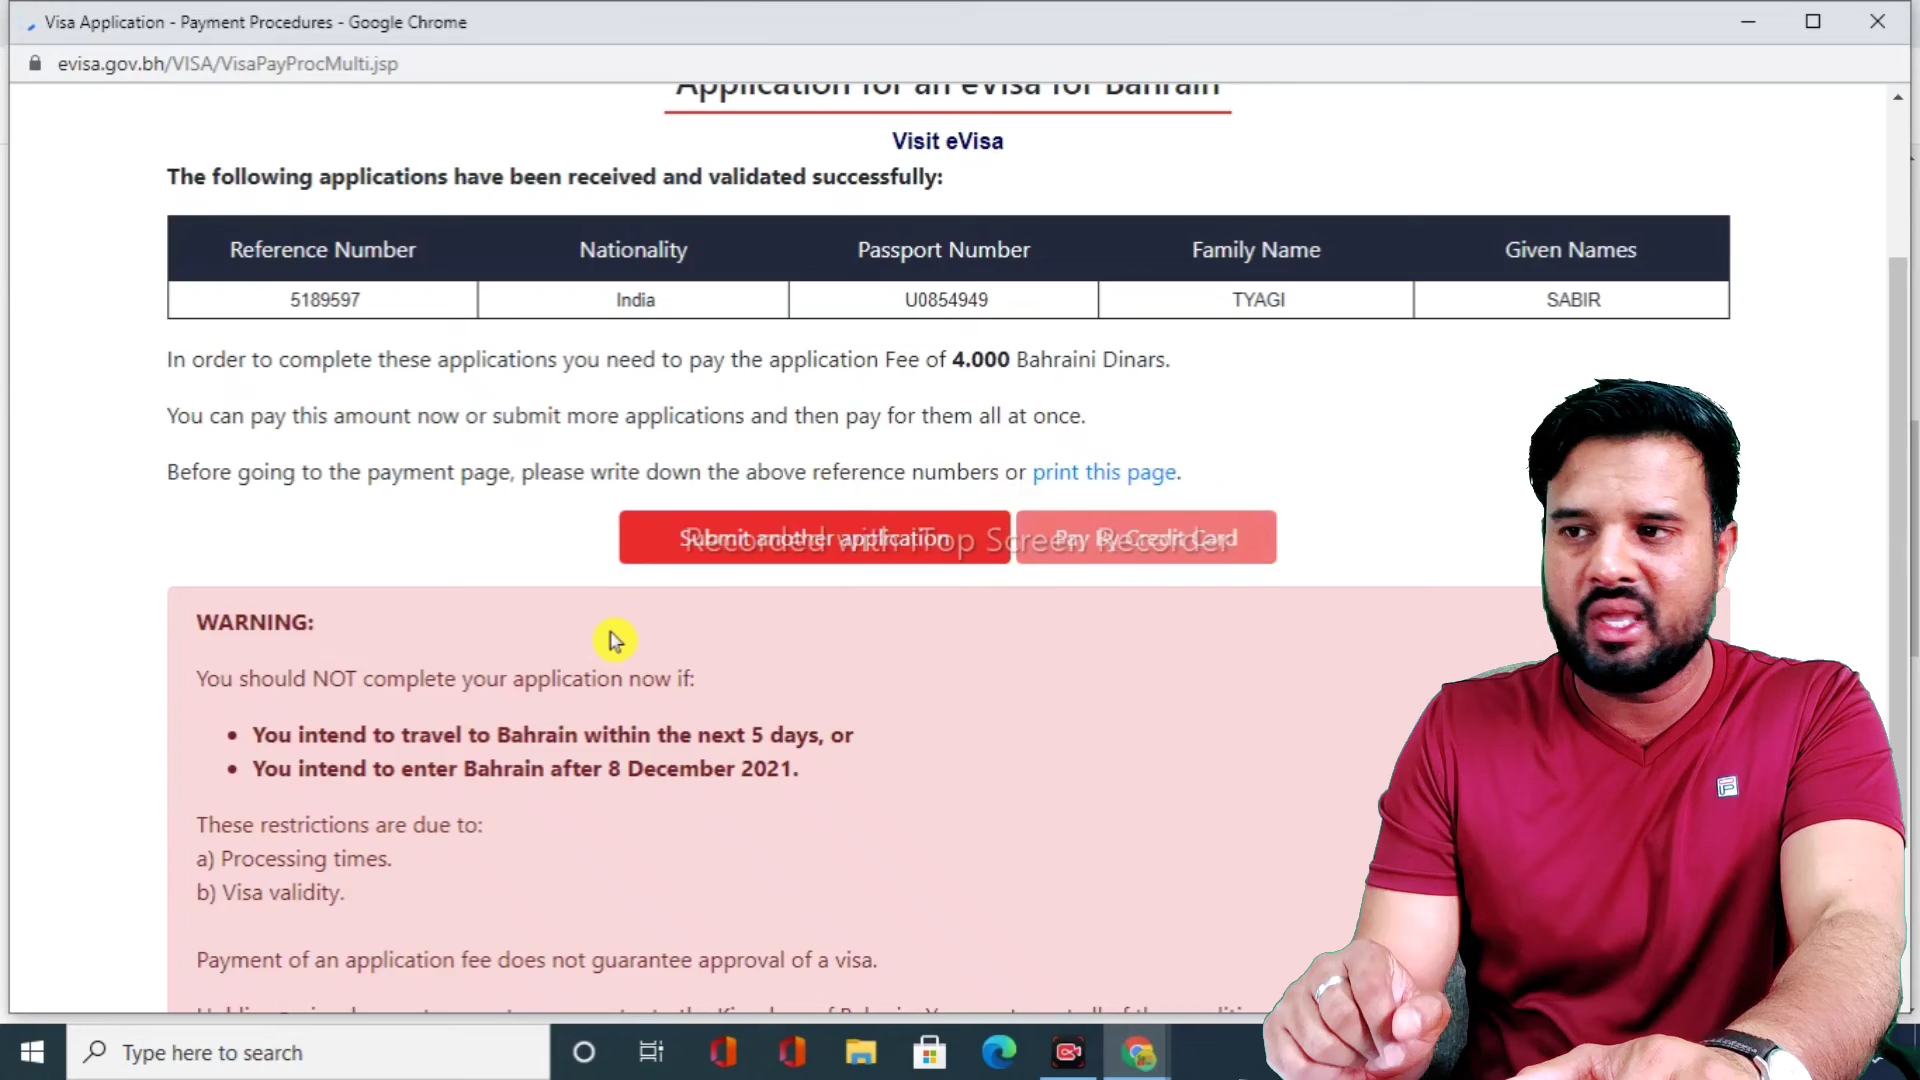 Visa Application - Payment Procedures - Google Chrome
evisa.gov.bh/VISA/VisaPayProcMulti.jsp
Application for an eVisa for Bahrain
Visit eVisa
The following applications have been received and validated successfully:
Reference Number Nationality Passport Number Family Name Given Names
5189597 India U0854949 TYAGI SABIR
In order to complete these applications you need to pay the application Fee of 4.000 Bahraini Dinars.
You can pay this amount now or submit more applications and then pay for them all at once.
Before going to the payment page, please write down the above reference numbers or print this page.
Submit another application Pay By Credit Card
Recorded with iTop Screen Recorder
WARNING:
You should NOT complete your application now if:
• You intend to travel to Bahrain within the next 5 days, or
• You intend to enter Bahrain after 8 December 2021.
These restrictions are due to:
a) Processing times.
b) Visa validity.
Payment of an application fee does not guarantee approval of a visa.
Type here to search